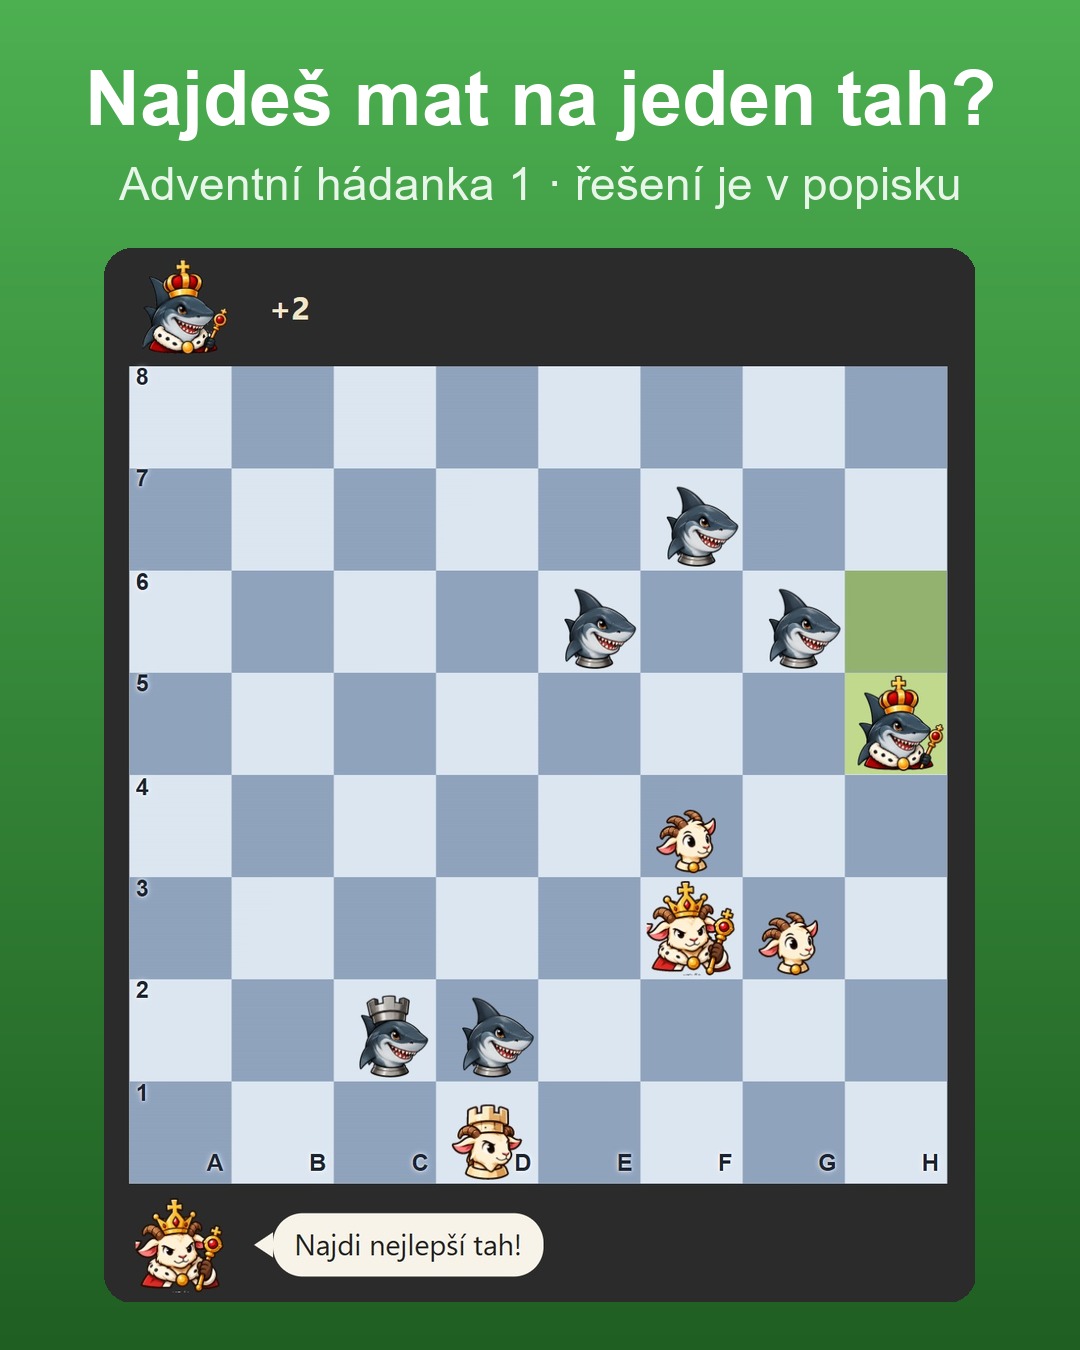 Najdeš mat na jeden tah?
Adventní hádanka 1 · řešení je v popisku
+2
8
7
6
5
4
3
2
1
A B C D E F G H
Najdi nejlepší tah!